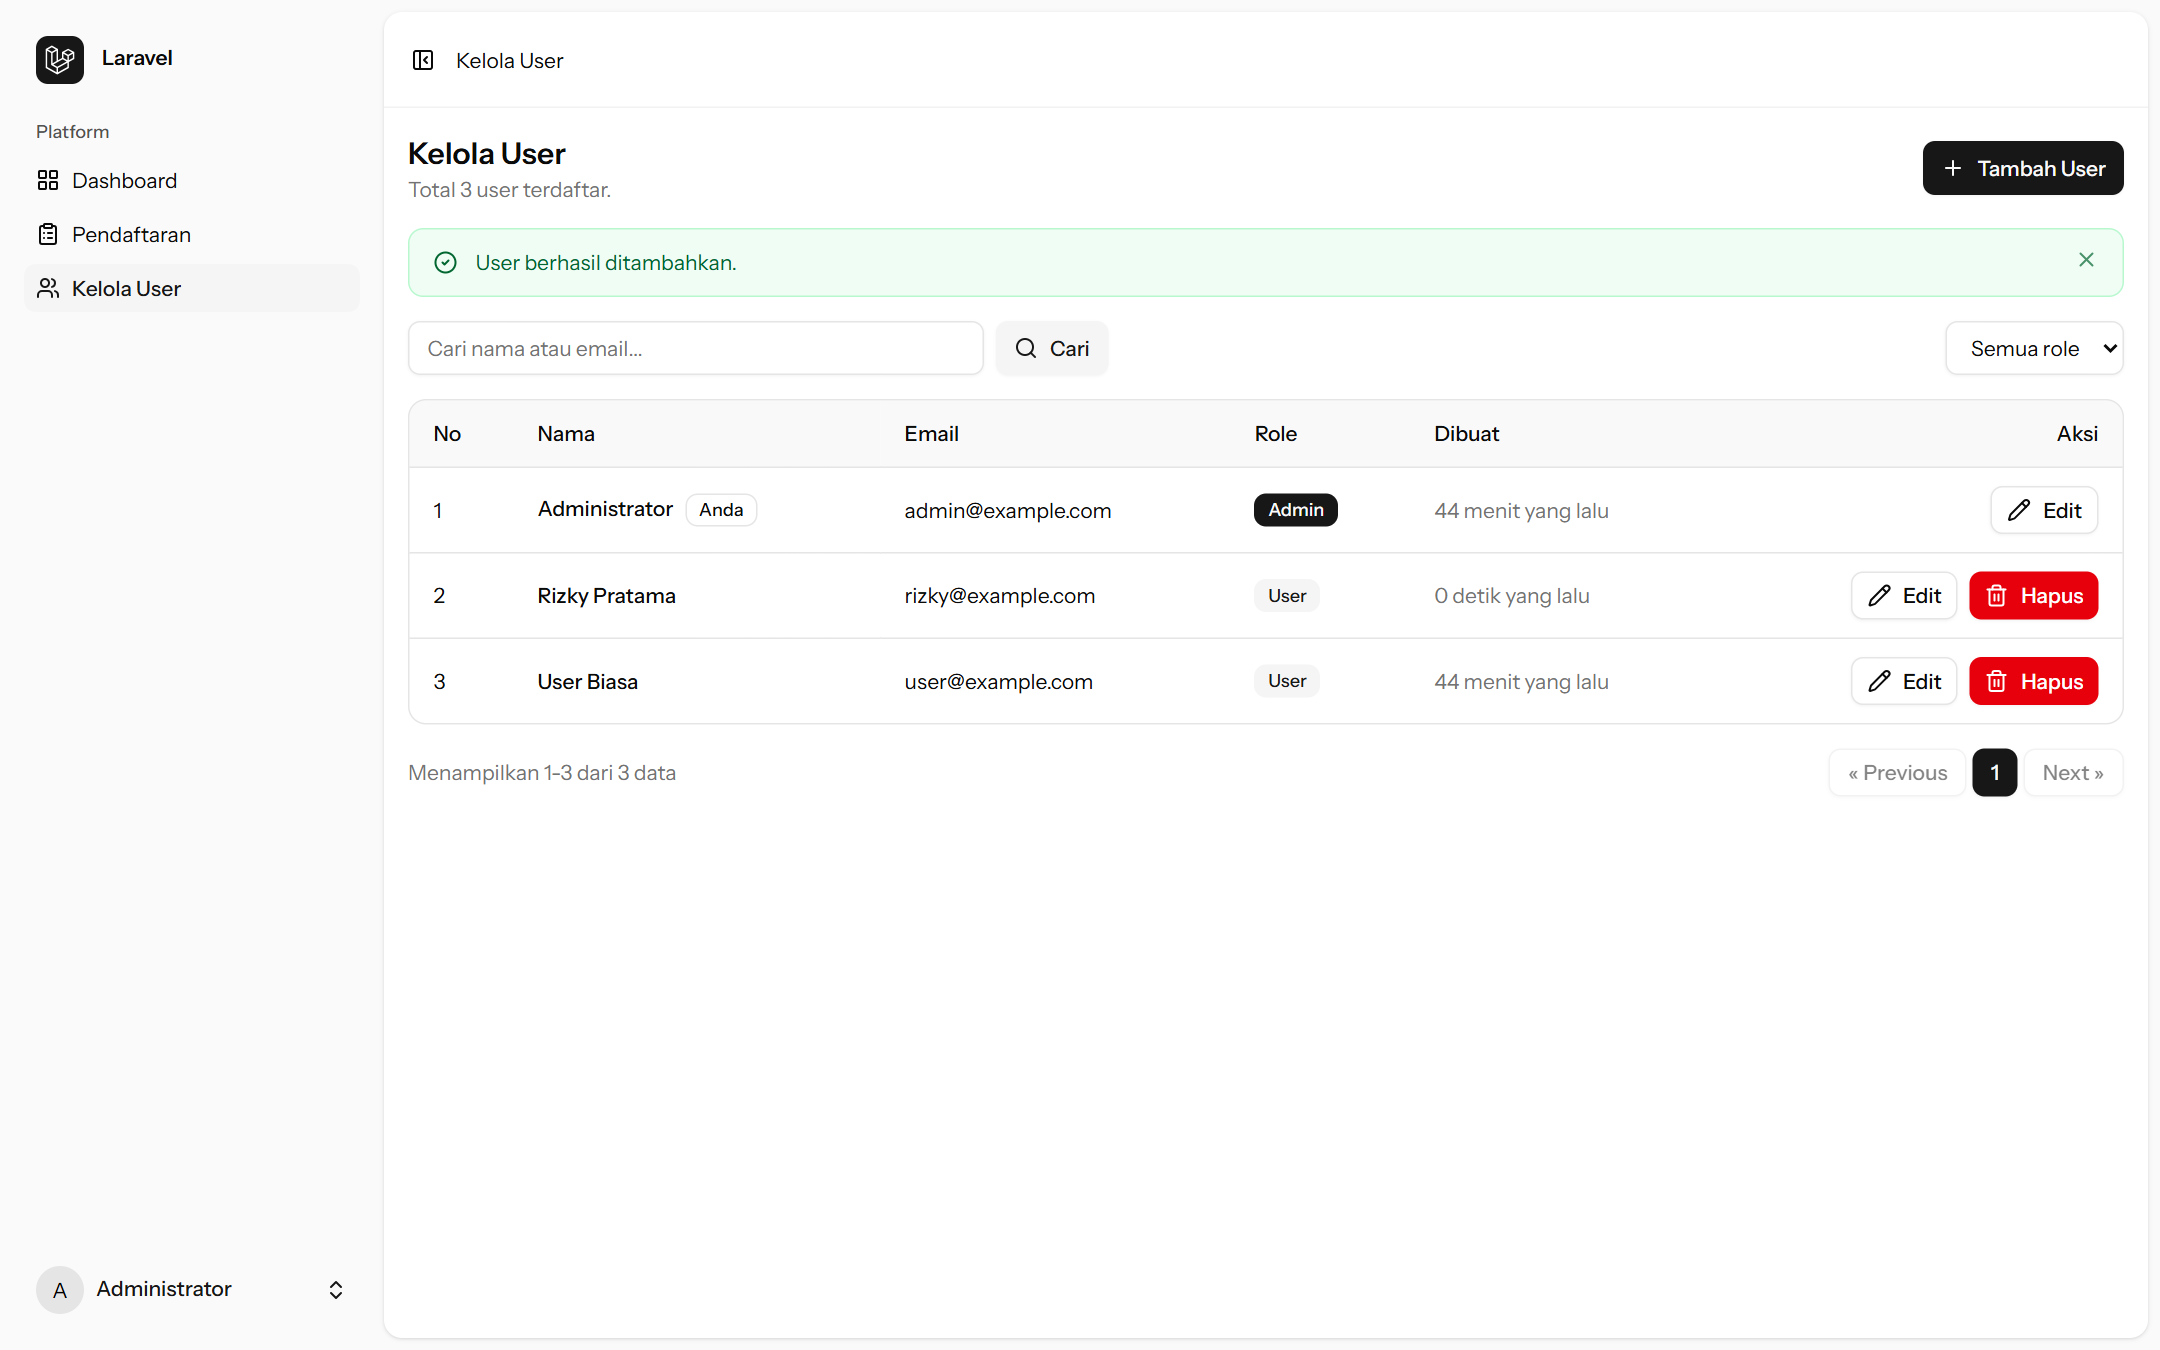 Laravel
Platform
Dashboard
Pendaftaran
Kelola User
A Administrator
Kelola User
Kelola User
Total 3 user terdaftar.
Tambah User
User berhasil ditambahkan.
Cari nama atau email...
Cari
Semua role
No Nama Email Role Dibuat Aksi
1 Administrator Anda admin@example.com Admin 44 menit yang lalu Edit
2 Rizky Pratama rizky@example.com User 0 detik yang lalu Edit Hapus
3 User Biasa user@example.com User 44 menit yang lalu Edit Hapus
Menampilkan 1-3 dari 3 data
« Previous 1 Next »